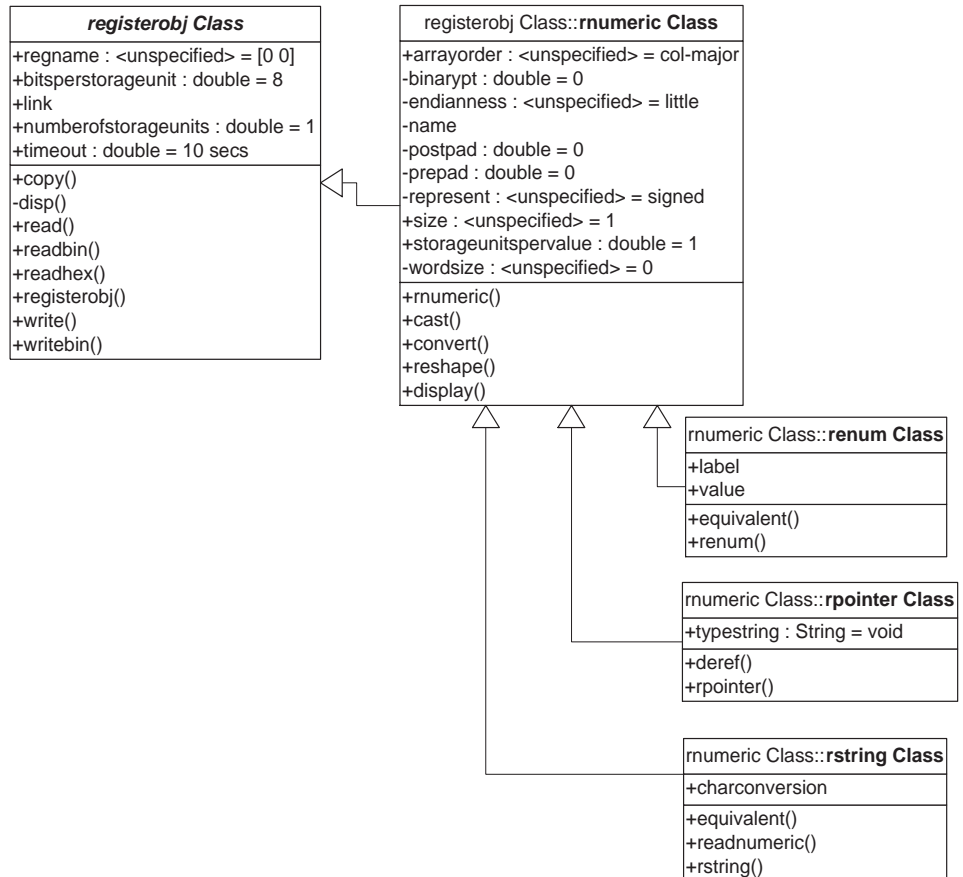 registerobj Class
+regname : <unspecified> = [0 0]
+bitsperstorageunit : double = 8
+link
+numberofstorageunits : double = 1
+timeout : double = 10 secs
+copy()
-disp()
+read()
+readbin()
+readhex()
+registerobj()
+write()
+writebin()
registerobj Class::rnumeric Class
+arrayorder : <unspecified> = col-major
-binarypt : double = 0
-endianness : <unspecified> = little
-name
-postpad : double = 0
-prepad : double = 0
-represent : <unspecified> = signed
+size : <unspecified> = 1
+storageunitspervalue : double = 1
-wordsize : <unspecified> = 0
+rnumeric()
+cast()
+convert()
+reshape()
+display()
rnumeric Class::renum Class
+label
+value
+equivalent()
+renum()
rnumeric Class::rpointer Class
+typestring : String = void
+deref()
+rpointer()
rnumeric Class::rstring Class
+charconversion
+equivalent()
+readnumeric()
+rstring()